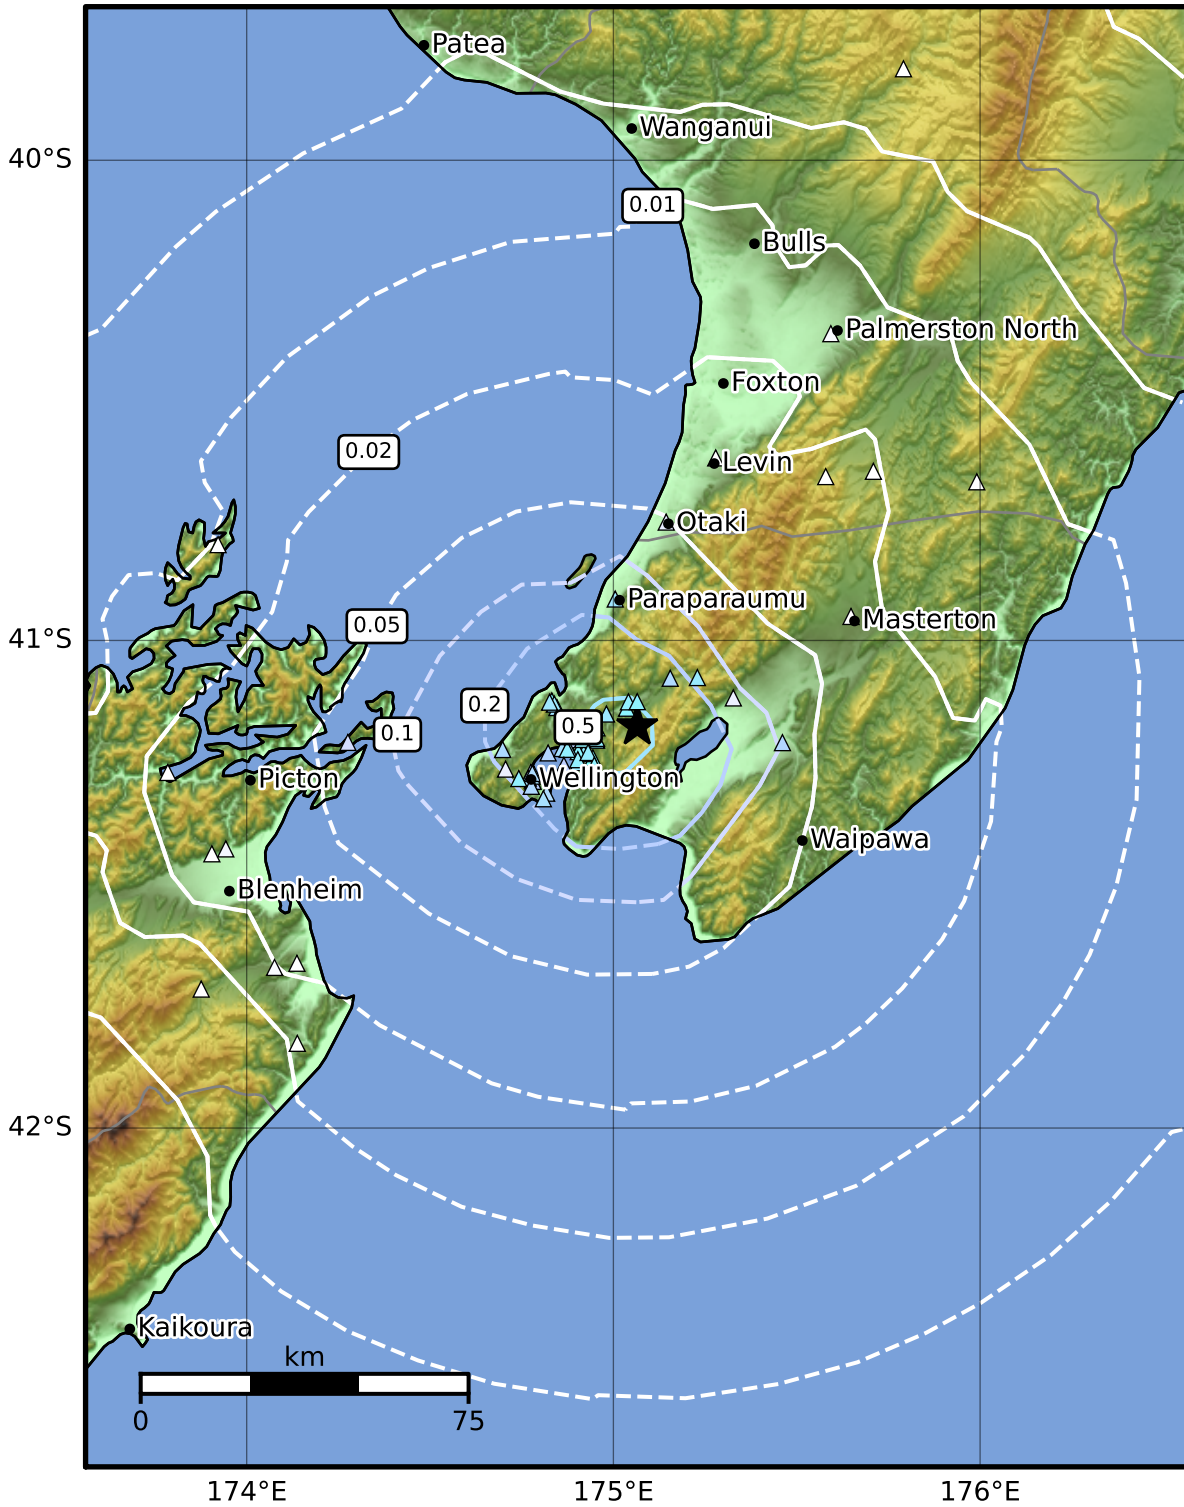 Patea
Wanganui
40°S
0.01
Bulls
Palmerston North
Foxton
0.02
Levin
Otaki
Paraparaumu
Masterton
0.05
41°S
0.2
0.5
0.1
Picton
Wellington
Waipawa
Blenheim
42°S
Kaikoura
km
0 75
174°E 175°E 176°E